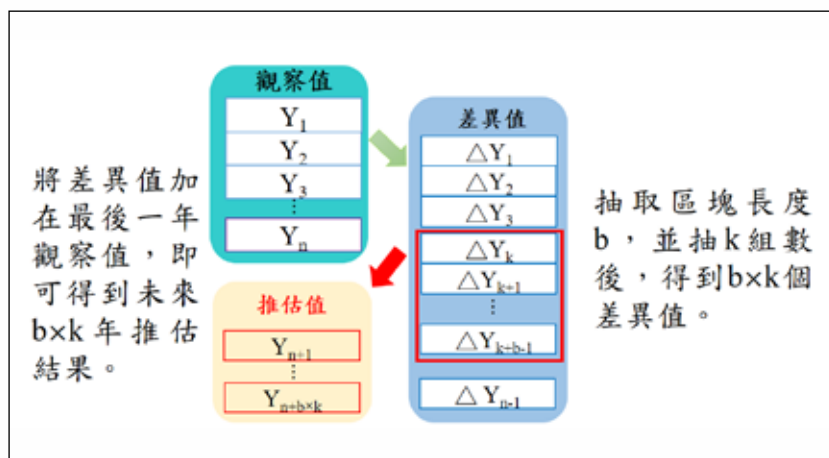 將差異值加
在最後一年
觀察值，即
可得到未來
b×k年推估
結果。
觀察值
Y₁
Y₂
Y₃
⋮
Yₙ
差異值
△Y₁
△Y₂
△Y₃
△Yₖ
△Yₖ₊₁
⋮
△Yₖ₊b₋₁
△Yₙ₋₁
推估值
Yₙ₊₁
⋮
Yₙ₊b×ₖ
抽取區塊長度
b，並抽k組數
後，得到b×k個
差異值。